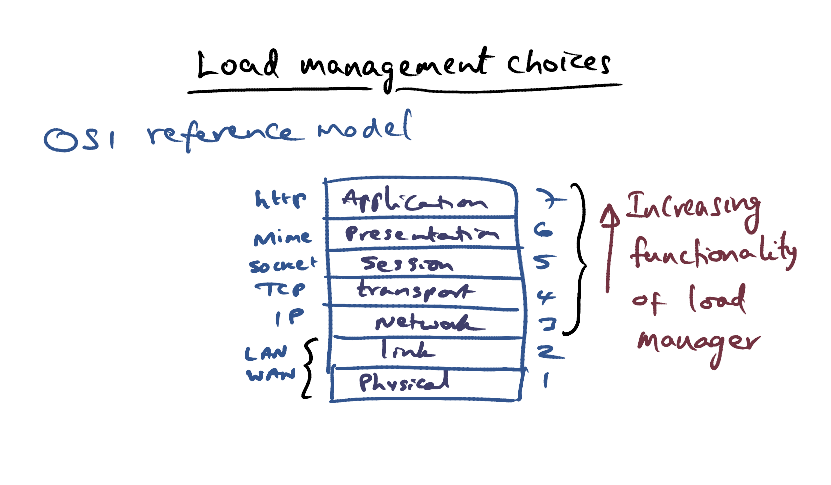 Load management choices
OSI reference model
http Application 7
Mime Presentation 6
socket Session 5
TCP transport 4
IP Network 3
LAN link 2
WAN Physical 1
Increasing
functionality
of load
manager